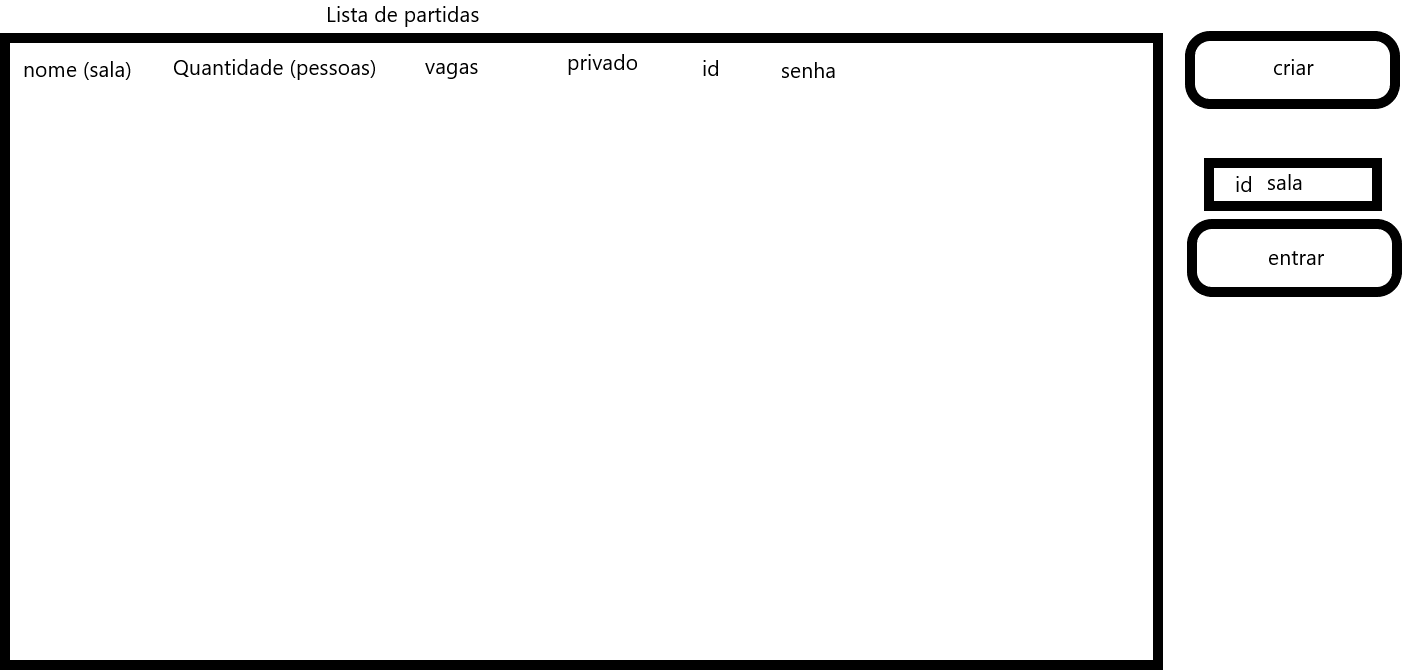 Lista de partidas
nome (sala) Quantidade (pessoas) vagas privado id senha
criar
id sala
entrar